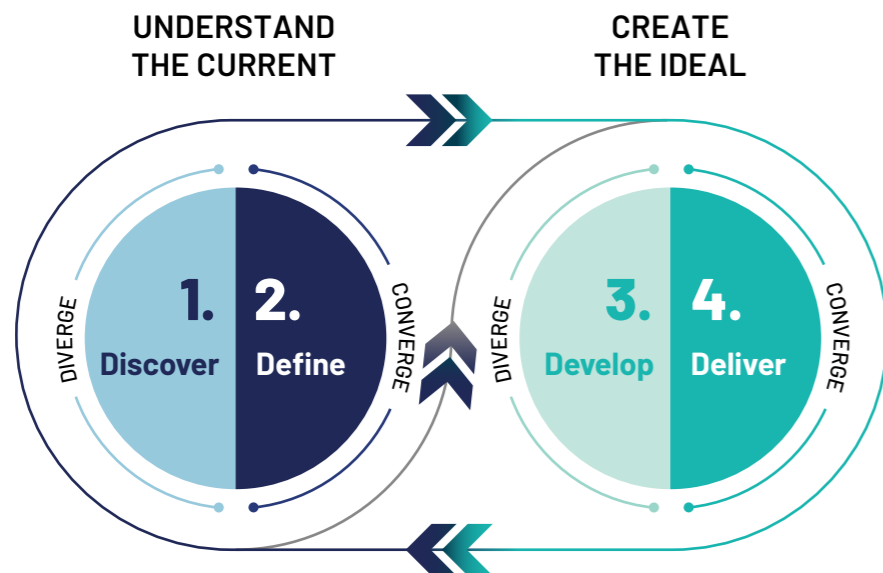 UNDERSTAND
THE CURRENT
CREATE
THE IDEAL
DIVERGE
1.
Discover
2.
Define
CONVERGE
DIVERGE
3.
Develop
4.
Deliver
CONVERGE